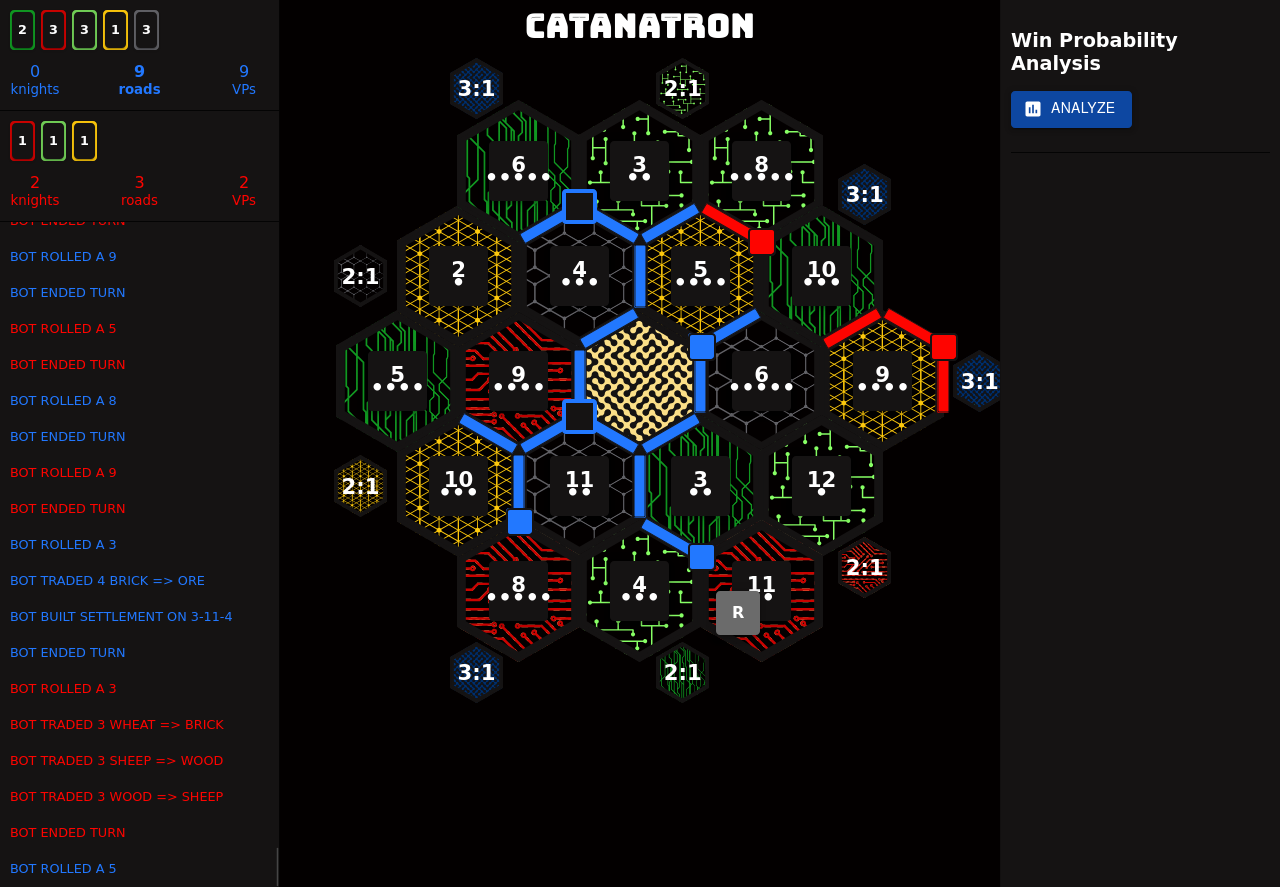 2 3 3 1 3
0 9 9
knights roads VPs
1 1 1
2 3 2
knights roads VPs
BOT ENDED TURN
BOT ROLLED A 9
BOT ENDED TURN
BOT ROLLED A 5
BOT ENDED TURN
BOT ROLLED A 8
BOT ENDED TURN
BOT ROLLED A 9
BOT ENDED TURN
BOT ROLLED A 3
BOT TRADED 4 BRICK => ORE
BOT BUILT SETTLEMENT ON 3-11-4
BOT ENDED TURN
BOT ROLLED A 3
BOT TRADED 3 WHEAT => BRICK
BOT TRADED 3 SHEEP => WOOD
BOT TRADED 3 WOOD => SHEEP
BOT ENDED TURN
BOT ROLLED A 5
CATANATRON
3:1 2:1
6 3 8
3:1
2:1 2 4 5 10
5 9 6 9 3:1
2:1 10 11 3 12
2:1
8 4 11
R
3:1 2:1
Win Probability
Analysis
ANALYZE